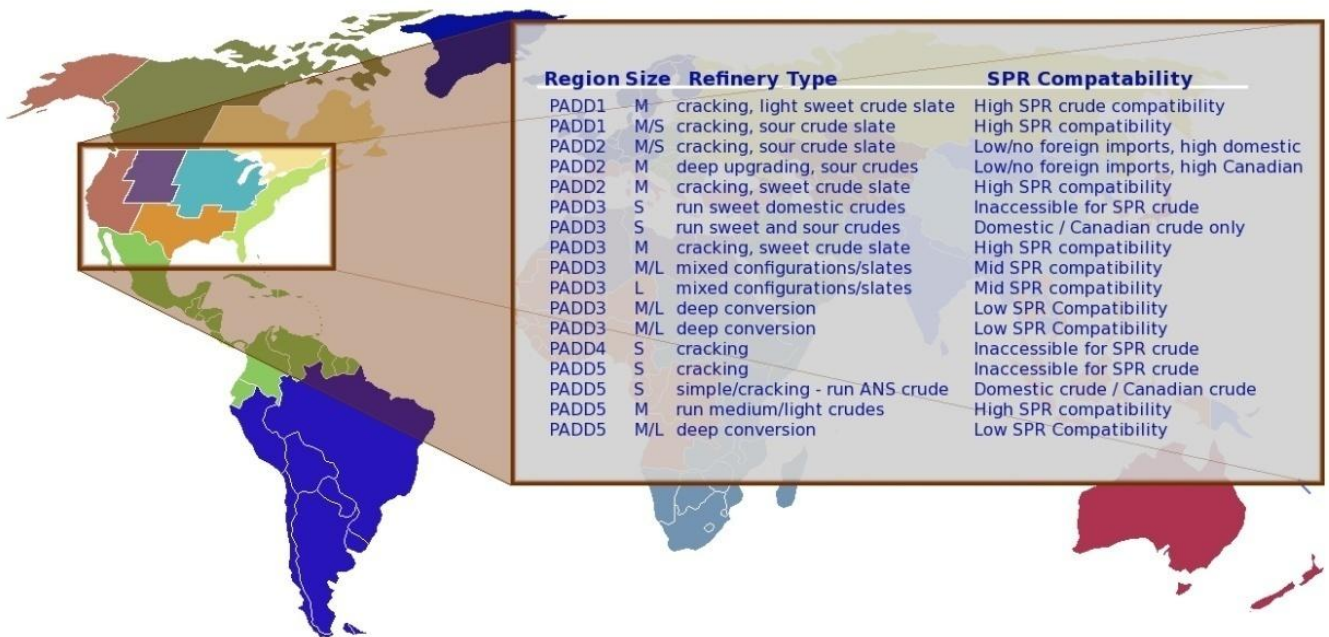 Region Size Refinery Type SPR Compatability
PADD1 M cracking, light sweet crude slate High SPR crude compatibility
PADD1 M/S cracking, sour crude slate High SPR compatibility
PADD2 M/S cracking, sour crude slate Low/no foreign imports, high domestic
PADD2 M deep upgrading, sour crudes Low/no foreign imports, high Canadian
PADD2 M cracking, sweet crude slate High SPR compatibility
PADD3 S run sweet domestic crudes Inaccessible for SPR crude
PADD3 S run sweet and sour crudes Domestic / Canadian crude only
PADD3 M cracking, sweet crude slate High SPR compatibility
PADD3 M/L mixed configurations/slates Mid SPR compatibility
PADD3 L mixed configurations/slates Mid SPR compatibility
PADD3 M/L deep conversion Low SPR Compatibility
PADD3 M/L deep conversion Low SPR Compatibility
PADD4 S cracking Inaccessible for SPR crude
PADD5 S cracking Inaccessible for SPR crude
PADD5 S simple/cracking - run ANS crude Domestic crude / Canadian crude
PADD5 M run medium/light crudes High SPR compatibility
PADD5 M/L deep conversion Low SPR Compatibility